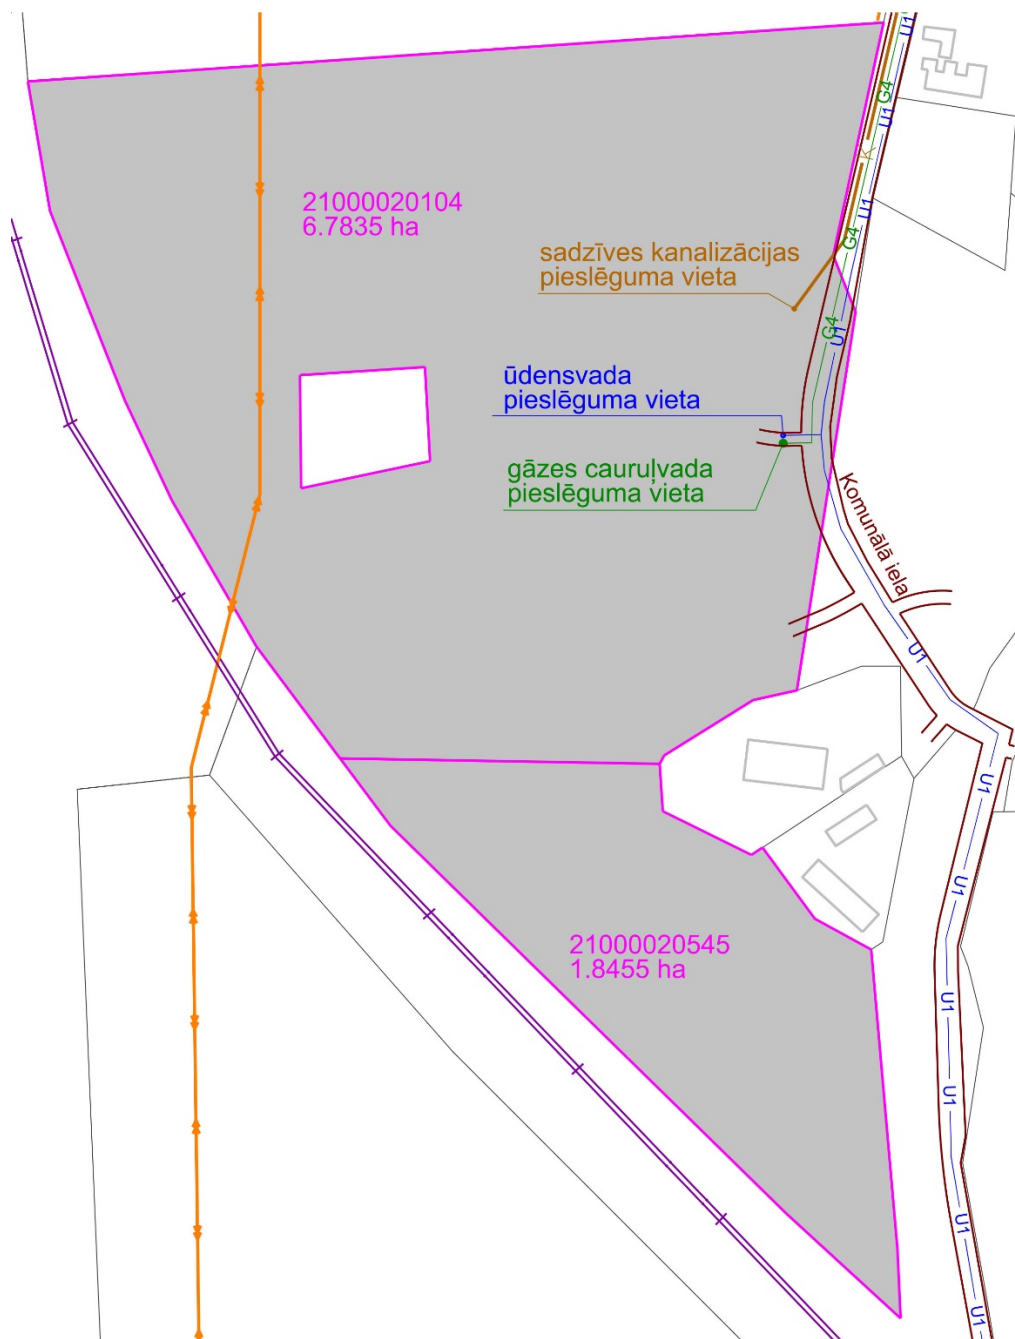 U1
G4
U1
K
21000020104
6.7835 ha
U1
G4
sadzīves kanalizācijas
pieslēguma vieta
G4
U1
ūdensvada
pieslēguma vieta
gāzes cauruļvada
pieslēguma vieta
Komunālā iela
U1
U1
U1
21000020545
1.8455 ha
U1
U1
U1
U1